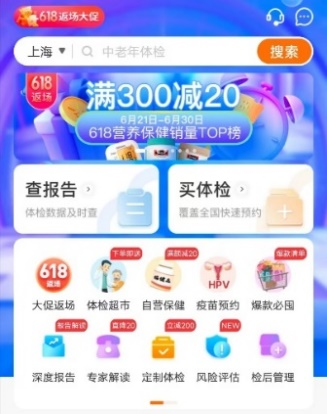 618返场大促
上海 中老年体检 搜索
618
返场
满300减20
6月21日-6月30日
618营养保健销量TOP榜
查报告
体检数据及时查
买体检
覆盖全国快速预约
下单即送 满额减20 爆款清单
618
返场
HPV
大促返场 体检超市 自营保健 疫苗预约 爆款必囤
报告解读 直降20 立减200 NEW
深度报告 专家解读 定制体检 风险评估 检后管理